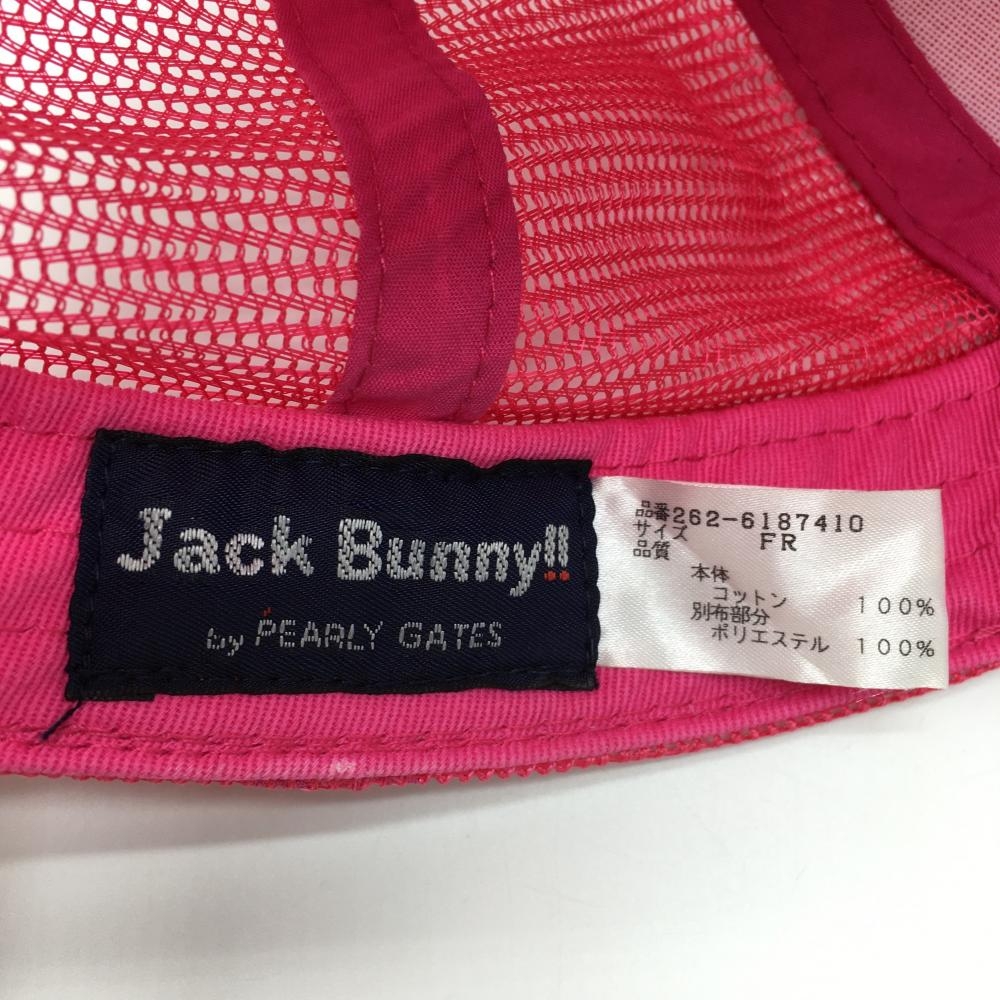 Jack Bunny!!
by PEARLY GATES
品番262-6187410
サイズ FR
品質
本体
コットン 100%
別布部分
ポリエステル 100%